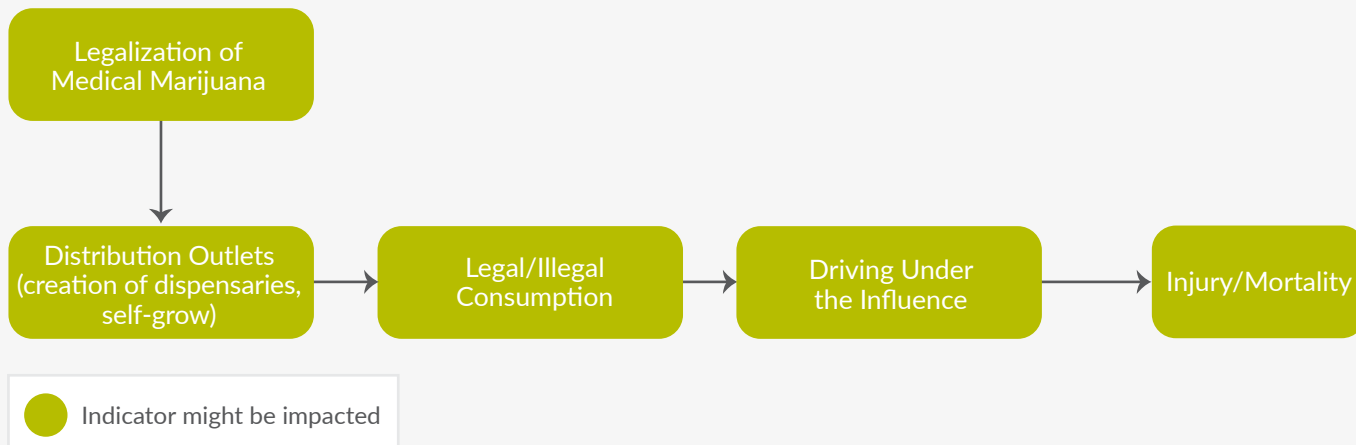 Legalization of
Medical Marijuana
Distribution Outlets
(creation of dispensaries,
self-grow)
Legal/Illegal
Consumption
Driving Under
the Influence
Injury/Mortality
Indicator might be impacted